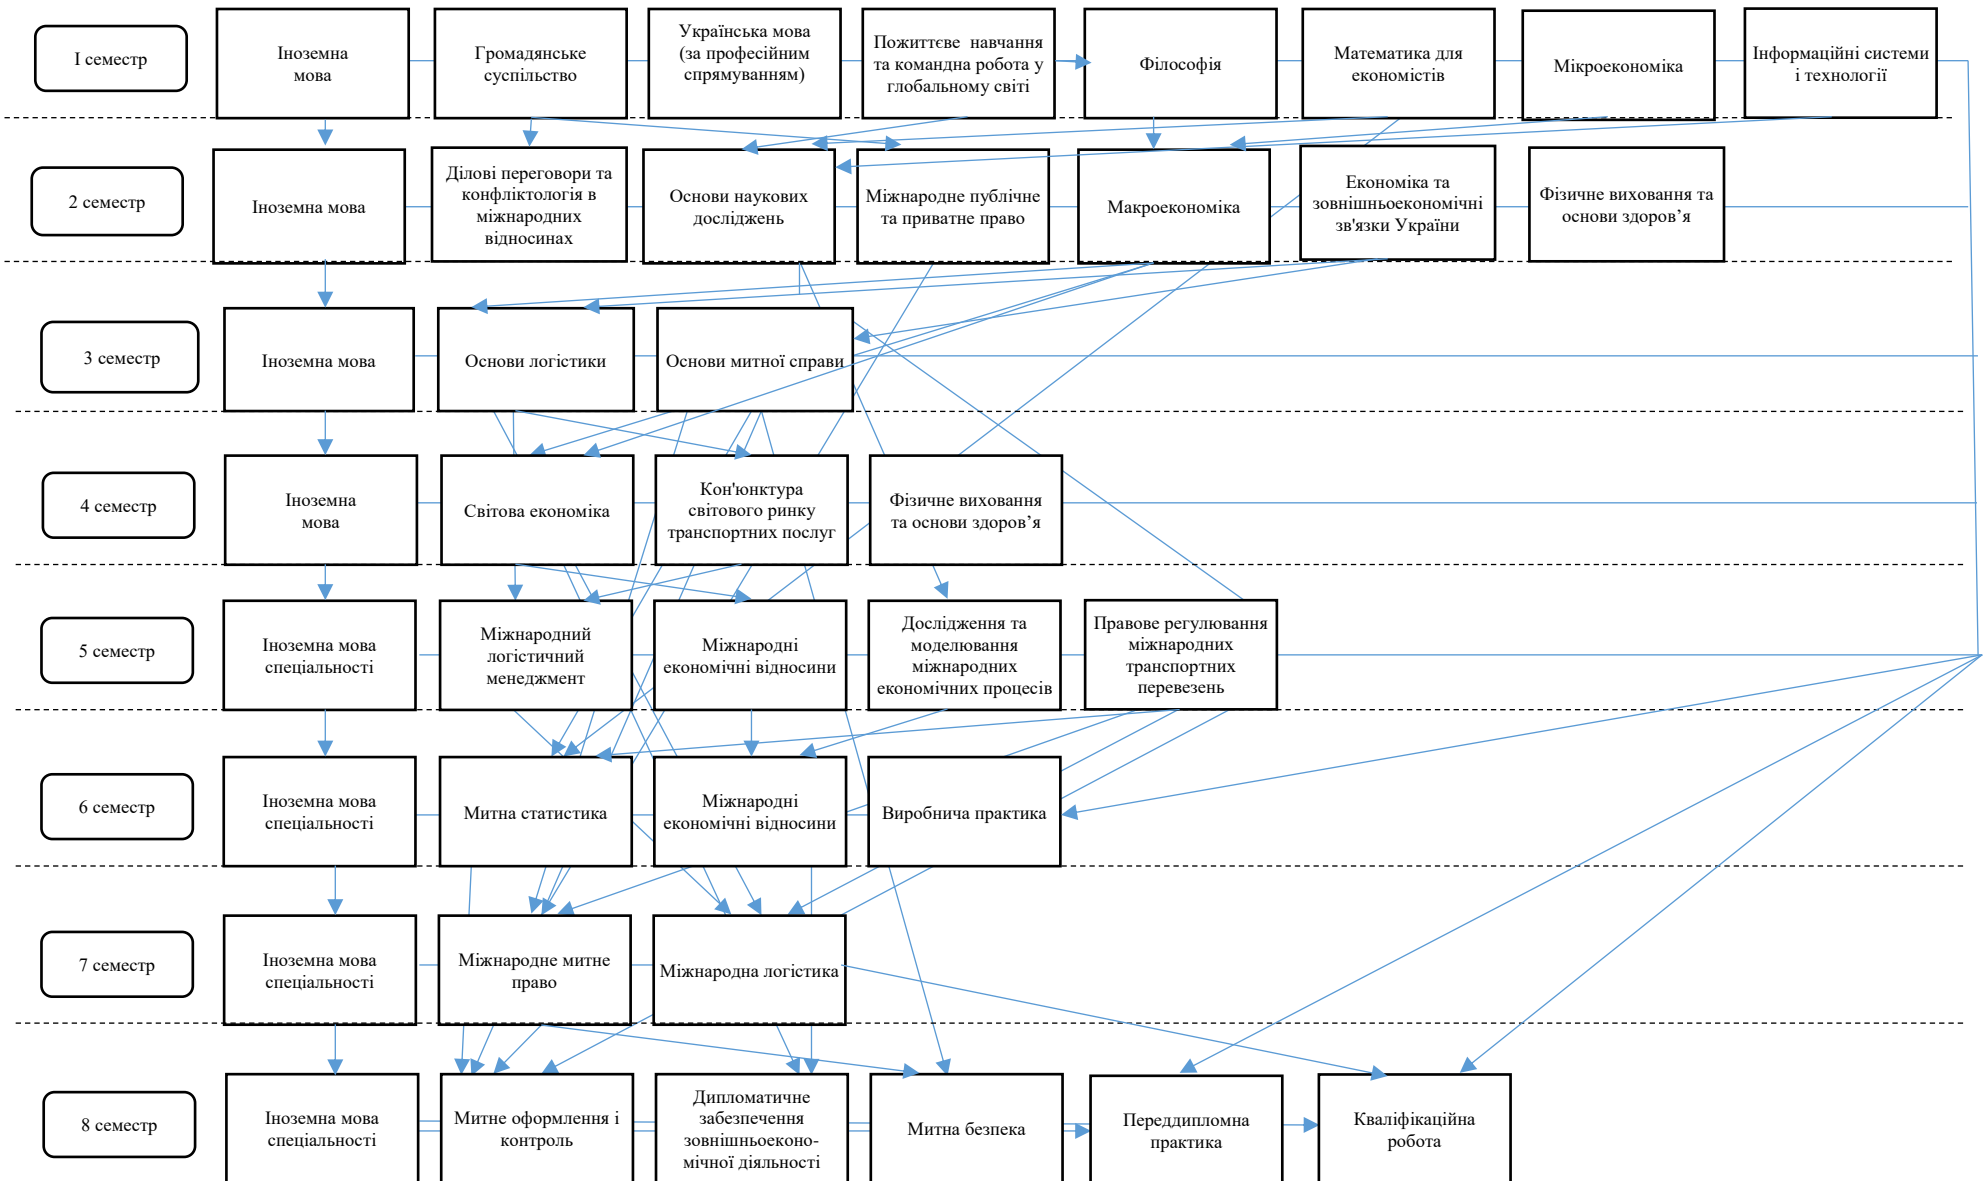 І семестр
Іноземна
мова
Громадянське
суспільство
Українська мова
(за професійним
спрямуванням)
Пожиттєве навчання
та командна робота у
глобальному світі
Філософія
Математика для
економістів
Мікроекономіка
Інформаційні системи
і технології
2 семестр
Іноземна мова
Ділові переговори та
конфліктологія в
міжнародних
відносинах
Основи наукових
досліджень
Міжнародне публічне
та приватне право
Макроекономіка
Економіка та
зовнішньоекономічні
зв'язки України
Фізичне виховання та
основи здоров’я
3 семестр
Іноземна мова
Основи логістики
Основи митної справи
4 семестр
Іноземна
мова
Світова економіка
Кон'юнктура
світового ринку
транспортних послуг
Фізичне виховання
та основи здоров’я
5 семестр
Іноземна мова
спеціальності
Міжнародний
логістичний
менеджмент
Міжнародні
економічні відносини
Дослідження та
моделювання
міжнародних
економічних процесів
Правове регулювання
міжнародних
транспортних
перевезень
6 семестр
Іноземна мова
спеціальності
Митна статистика
Міжнародні
економічні відносини
Виробнича практика
7 семестр
Іноземна мова
спеціальності
Міжнародне митне
право
Міжнародна логістика
8 семестр
Іноземна мова
спеціальності
Митне оформлення і
контроль
Дипломатичне
забезпечення
зовнішньоеконо-
мічної діяльності
Митна безпека
Переддипломна
практика
Кваліфікаційна
робота